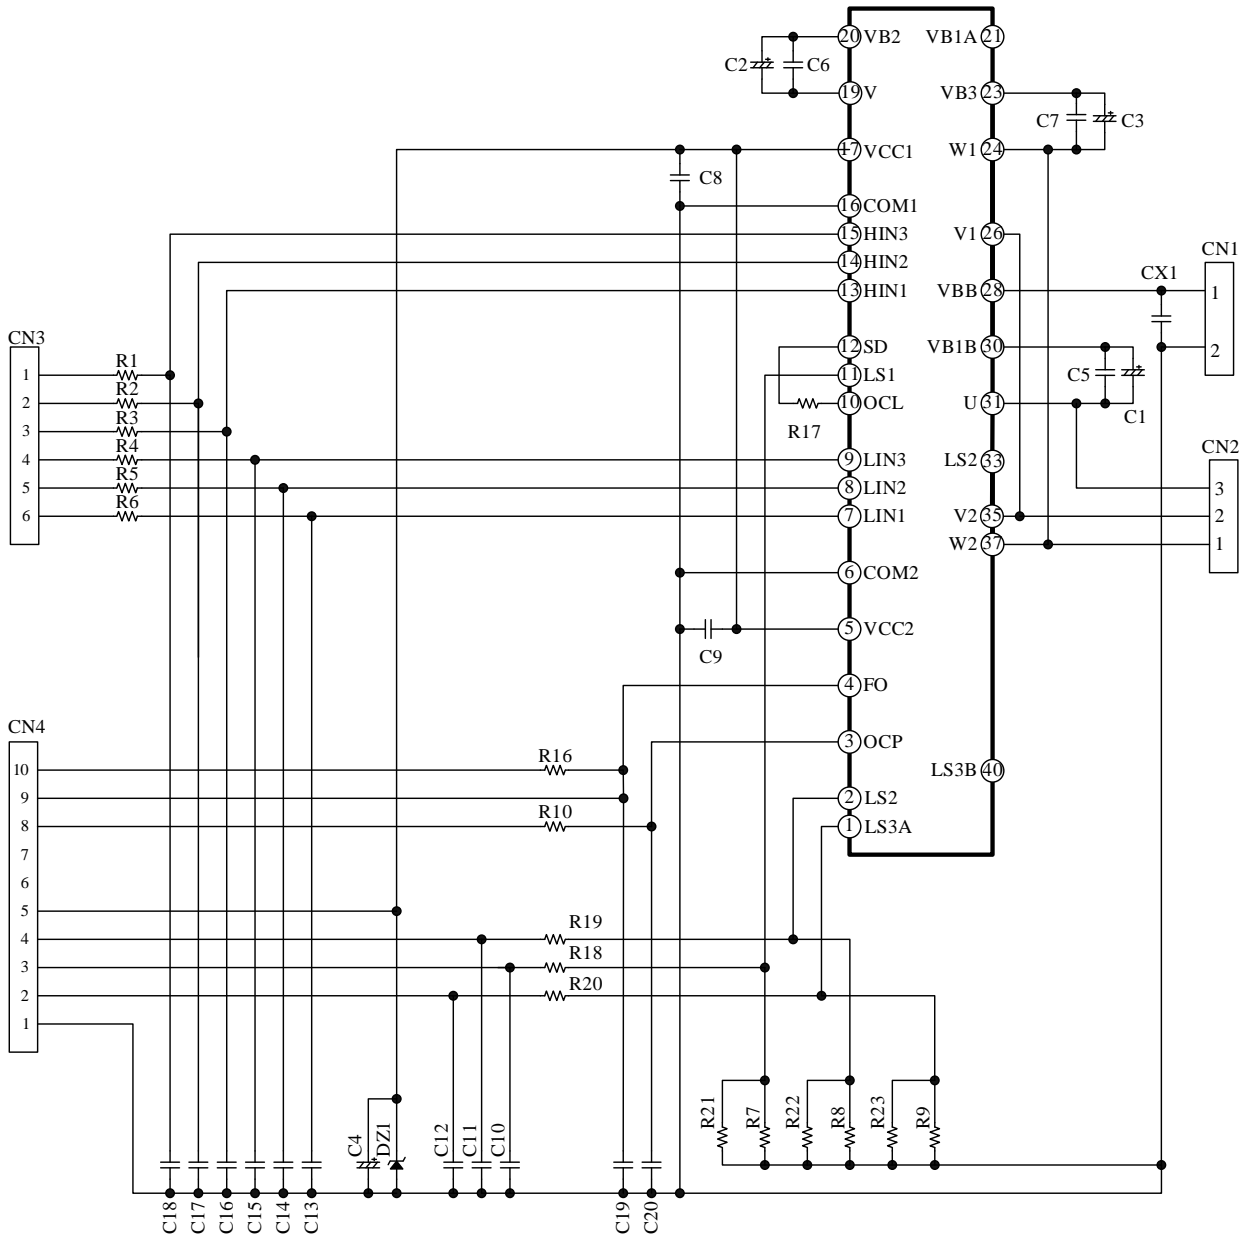 20 VB2 VB1A 21
C2 C6
19 V VB3 23
C7 C3
17 VCC1 W1 24
C8
16 COM1
15 HIN3 V1 26
CN1
14 HIN2
CX1
13 HIN1 VBB 28 1
CN3
12 SD VB1B 30 2
R1
1 11 LS1 C5
R2
2 10 OCL U 31
R17 C1
R3
3
R4
4 9 LIN3 LS2 33 CN2
R5
5 8 LIN2 3
R6
6 7 LIN1 V2 35 2
W2 37 1
6 COM2
5 VCC2
C9
4 FO
CN4
3 OCP
R16
10 LS3B 40
9 2 LS2
R10
8 1 LS3A
7
6
5
R19
4
R18
3
R20
2
1
C4 DZ1 C12 C11 C10 R21 R7 R22 R8 R23 R9
C18 C17 C16 C15 C14 C13 C19 C20